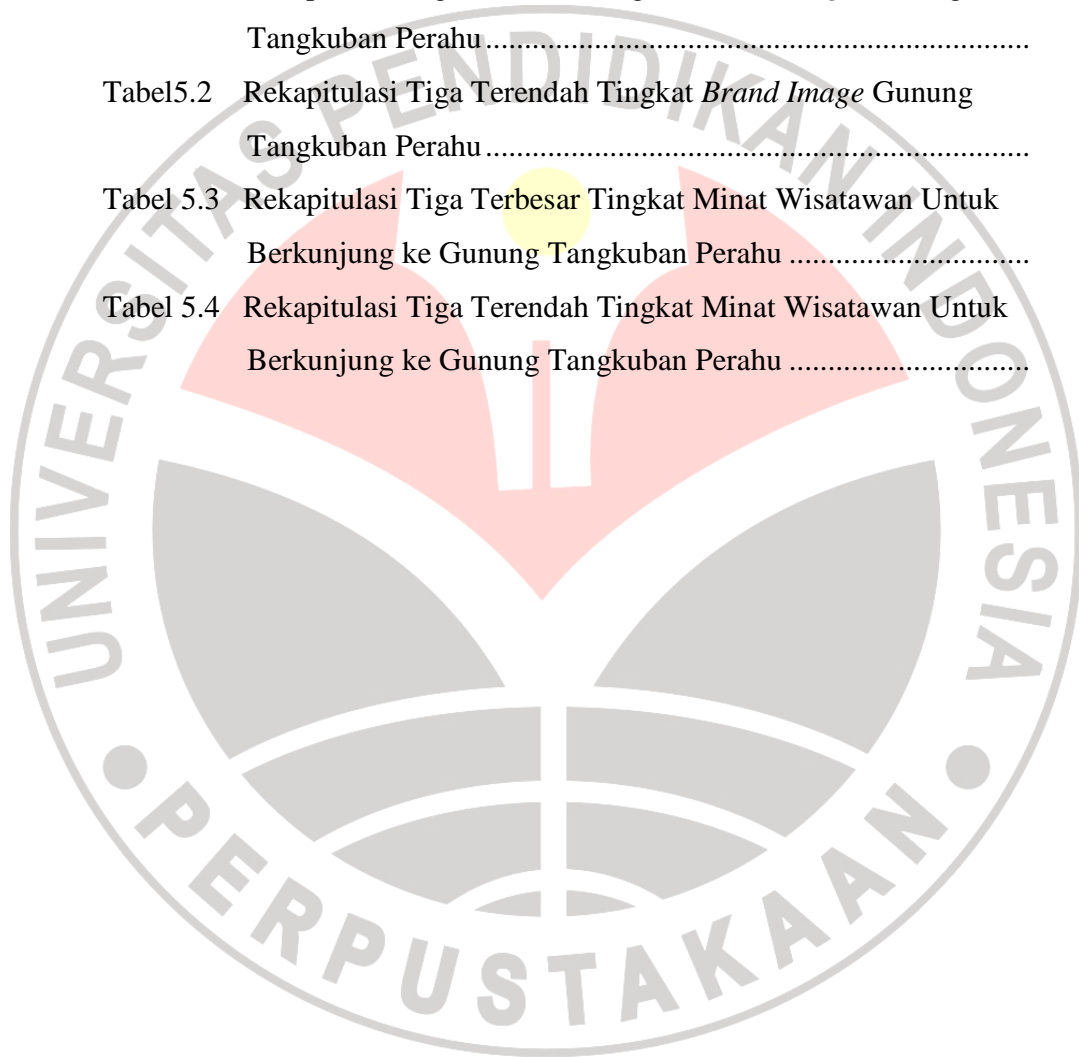 Tangkuban Perahu......................................................................
Tabel5.2 Rekapitulasi Tiga Terendah Tingkat Brand Image Gunung
Tangkuban Perahu......................................................................
Tabel 5.3 Rekapitulasi Tiga Terbesar Tingkat Minat Wisatawan Untuk
Berkunjung ke Gunung Tangkuban Perahu ...............................
Tabel 5.4 Rekapitulasi Tiga Terendah Tingkat Minat Wisatawan Untuk
Berkunjung ke Gunung Tangkuban Perahu ...............................
UNIVERSITAS PENDIDIKAN INDONESIA
PERPUSTAKAAN